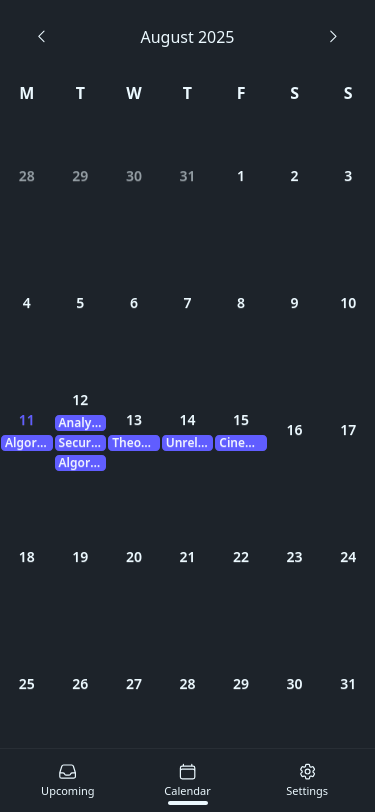 August 2025
M T W T F S S
28 29 30 31 1 2 3
4 5 6 7 8 9 10
11 12 13 14 15 16 17
Analy...
Algor... Secur... Theo... Unrel... Cine...
Algor...
18 19 20 21 22 23 24
25 26 27 28 29 30 31
Upcoming Calendar Settings